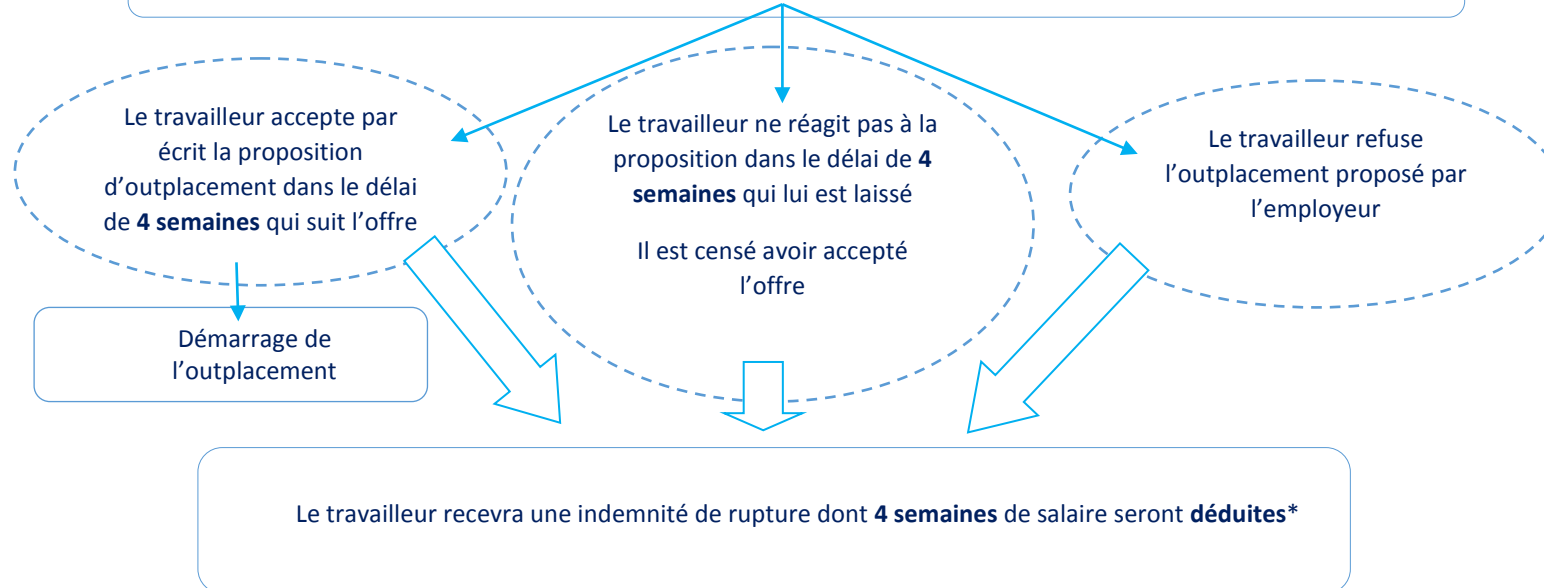 Le travailleur accepte par
écrit la proposition
d’outplacement dans le délai
de 4 semaines qui suit l’offre
Le travailleur ne réagit pas à la
proposition dans le délai de 4
semaines qui lui est laissé
Il est censé avoir accepté
l’offre
Le travailleur refuse
l’outplacement proposé par
l’employeur
Démarrage de
l’outplacement
Le travailleur recevra une indemnité de rupture dont 4 semaines de salaire seront déduites*